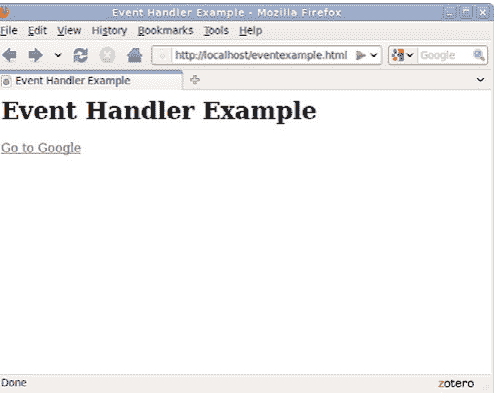 Event Handler Example - Mozilla Firefox
File Edit View History Bookmarks Tools Help
http://localhost/eventexample.html Google
Event Handler Example
Event Handler Example
Go to Google
Done zotero